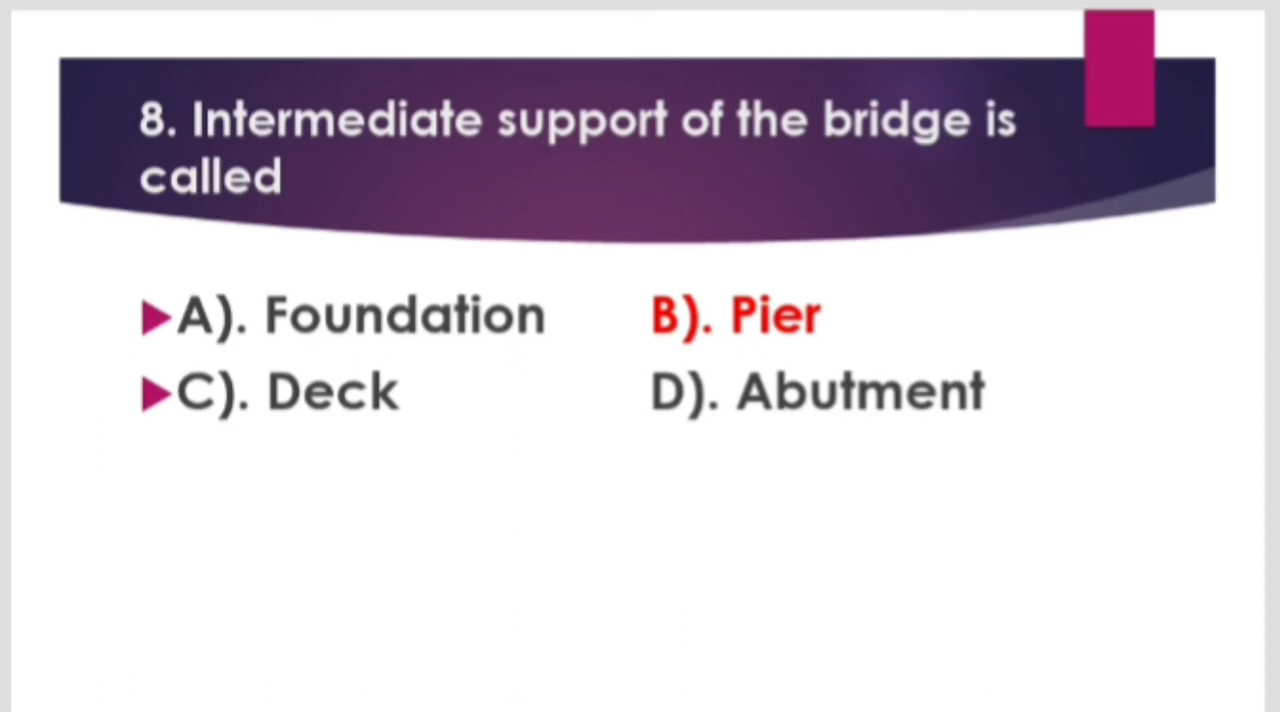 8. Intermediate support of the bridge is
called
A). Foundation B). Pier
C). Deck D). Abutment